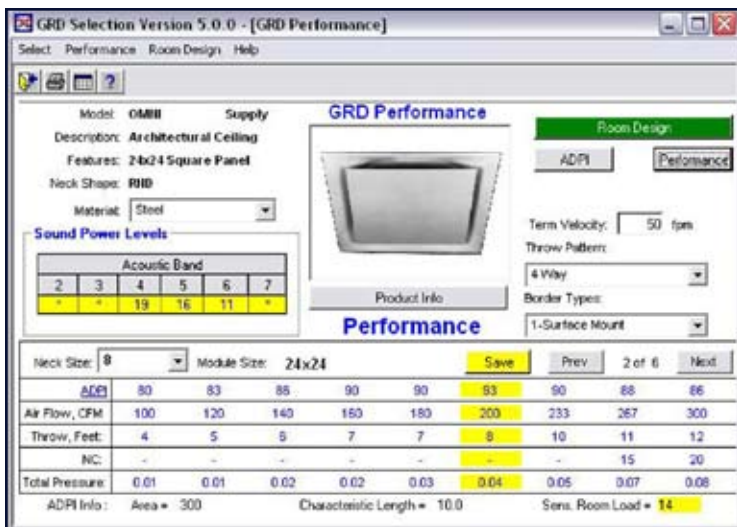 GRD Selection Version 5.0.0 - [GRD Performance]
Select Performance Room Design Help
Model: OMNI Supply
Description: Architectural Ceiling
Features: 24x24 Square Panel
Neck Shape: RND
Material: Steel
Sound Power Levels
Acoustic Band
2 3 4 5 6 7
* * 19 16 11 *
GRD Performance
Product Info
Performance
Room Design
ADPI Performance
Term Velocity: 50 fpm
Throw Pattern:
4 Way
Border Types:
1-Surface Mount
Neck Size: 8 Module Size: 24x24 Save Prev 2 of 6 Next
ADPI 80 83 86 90 90 93 90 88 86
Air Flow, CFM 100 120 140 160 180 200 233 267 300
Throw, Feet: 4 5 6 7 7 8 10 11 12
NC: - - - - - - - 15 20
Total Pressure: 0.01 0.01 0.02 0.02 0.03 0.04 0.05 0.07 0.08
ADPI Info : Area = 300 Characteristic Length = 10.0 Sens. Room Load = 14